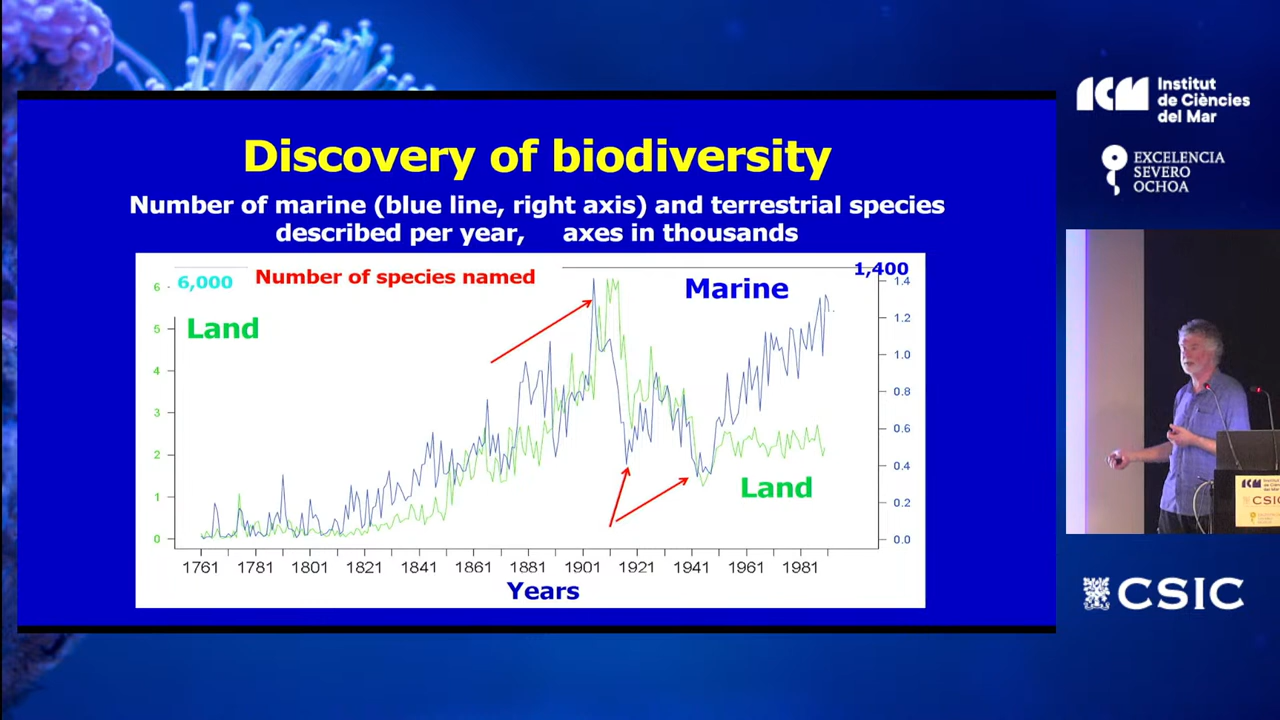 Discovery of biodiversity
Number of marine (blue line, right axis) and terrestrial species
described per year, axes in thousands
6,000
Number of species named
1,400
Marine
Land
6
5
4
3
2
1
0
1.4
1.2
1.0
0.8
0.6
0.4
0.2
0.0
Land
1761 1781 1801 1821 1841 1861 1881 1901 1921 1941 1961 1981
Years
ICM
Institut
de Ciències
del Mar
EXCELENCIA
SEVERO
OCHOA
ICM
CSIC
CSIC